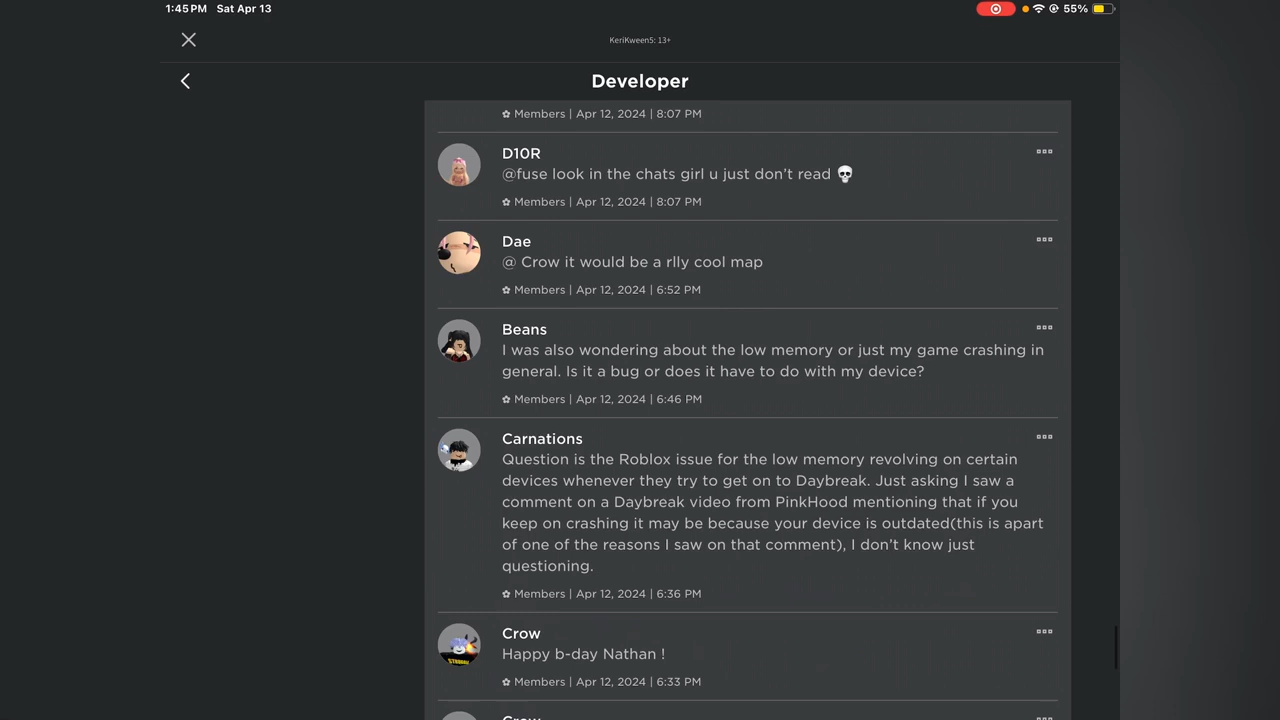 1:45 PM Sat Apr 13
55%
KeriKween5: 13+
Developer
✿ Members | Apr 12, 2024 | 8:07 PM
D1OR
@fuse look in the chats girl u just don't read 💀
✿ Members | Apr 12, 2024 | 8:07 PM
Dae
@ Crow it would be a rlly cool map
✿ Members | Apr 12, 2024 | 6:52 PM
Beans
I was also wondering about the low memory or just my game crashing in
general. Is it a bug or does it have to do with my device?
✿ Members | Apr 12, 2024 | 6:46 PM
Carnations
Question is the Roblox issue for the low memory revolving on certain
devices whenever they try to get on to Daybreak. Just asking I saw a
comment on a Daybreak video from PinkHood mentioning that if you
keep on crashing it may be because your device is outdated(this is apart
of one of the reasons I saw on that comment), I don't know just
questioning.
✿ Members | Apr 12, 2024 | 6:36 PM
Crow
Happy b-day Nathan !
✿ Members | Apr 12, 2024 | 6:33 PM